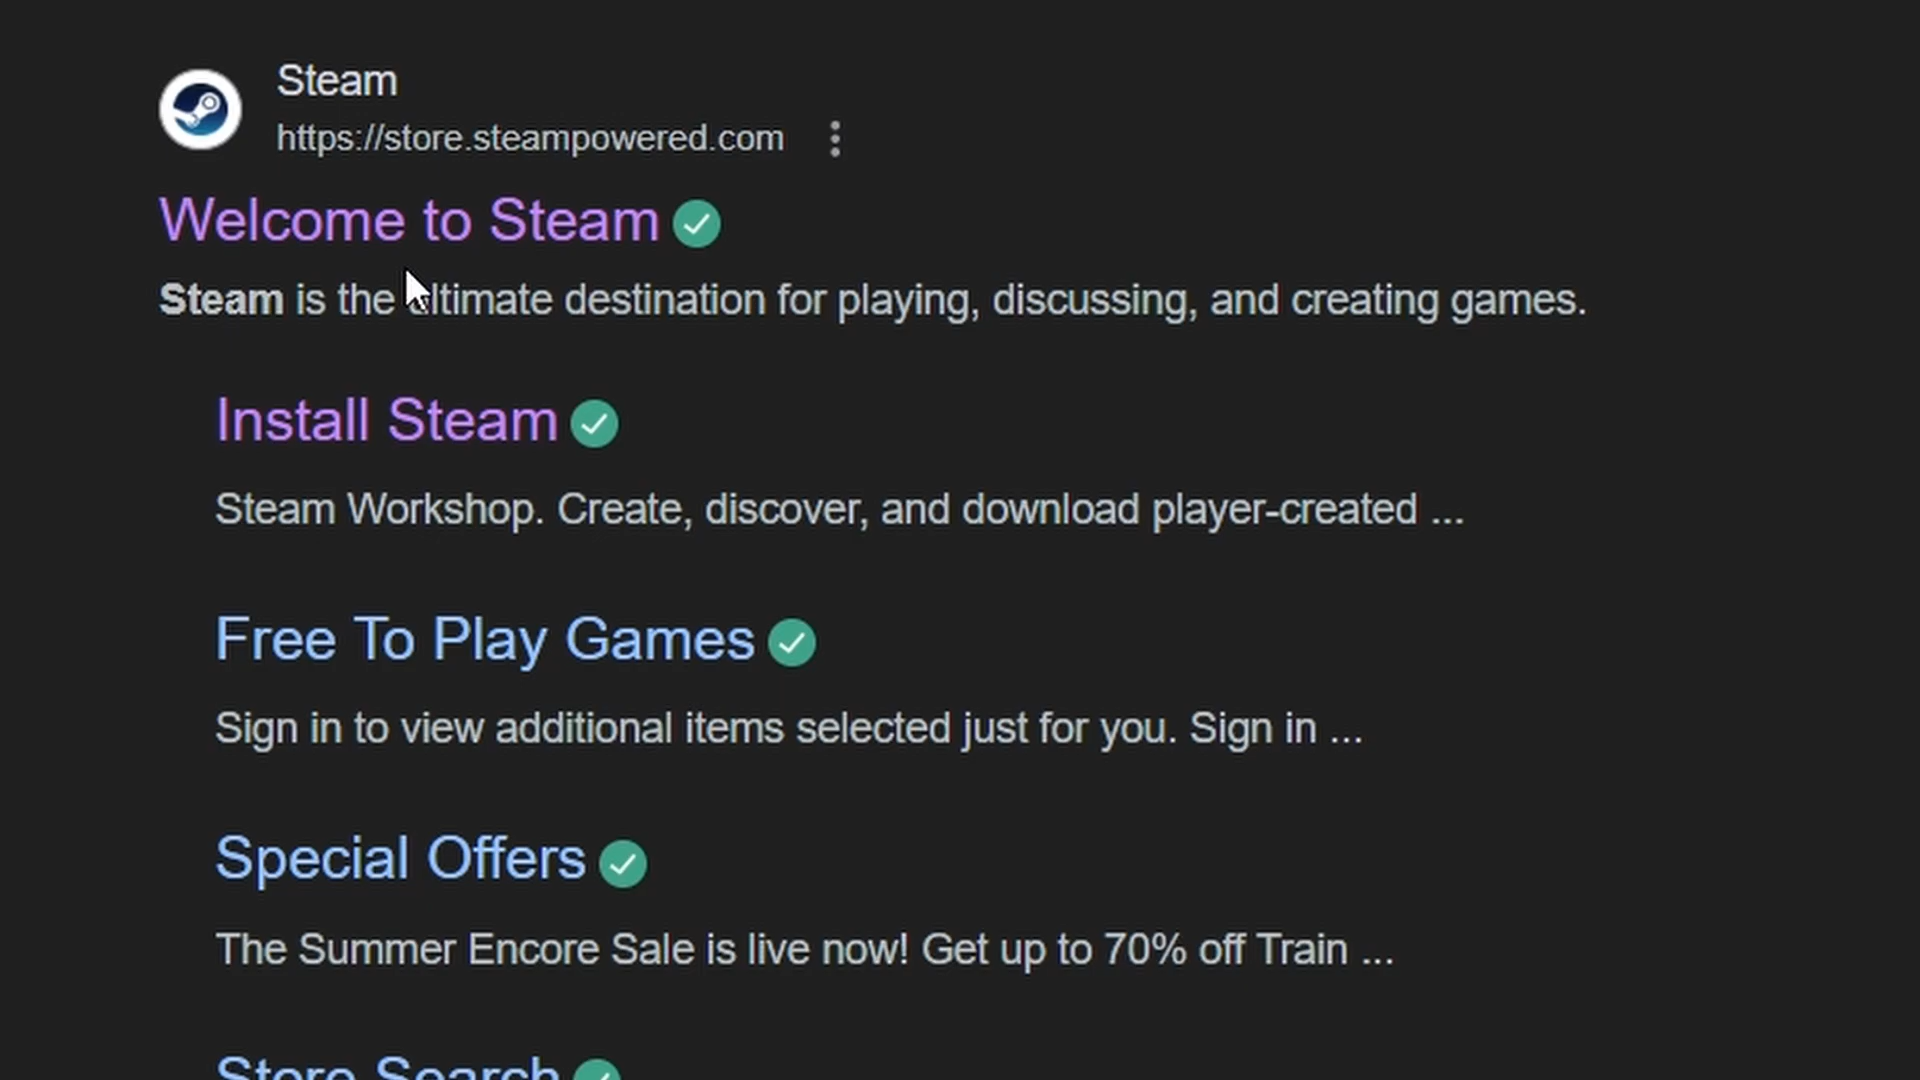 Steam
https://store.steampowered.com
Welcome to Steam
Steam is the ultimate destination for playing, discussing, and creating games.
Install Steam
Steam Workshop. Create, discover, and download player-created ...
Free To Play Games
Sign in to view additional items selected just for you. Sign in ...
Special Offers
The Summer Encore Sale is live now! Get up to 70% off Train ...
Store Search